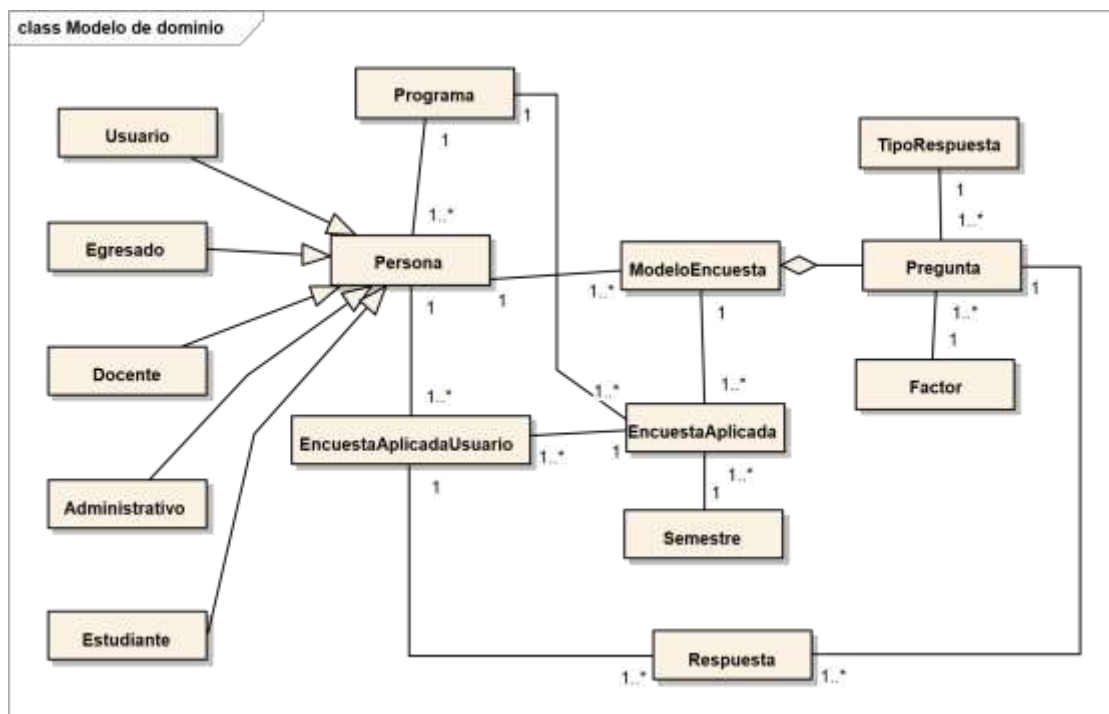 class Modelo de dominio
Programa
1
1
Usuario
TipoRespuesta
1
1..*
1..*
Egresado
Persona
ModeloEncuesta
Pregunta
1
1
1..*
1
1..*
1
1
Docente
Factor
1..*
1..*
1..*
EncuestaAplicadaUsuario
EncuestaAplicada
1..*
1
1
1..*
1
Administrativo
Semestre
Estudiante
Respuesta
1..*
1..*